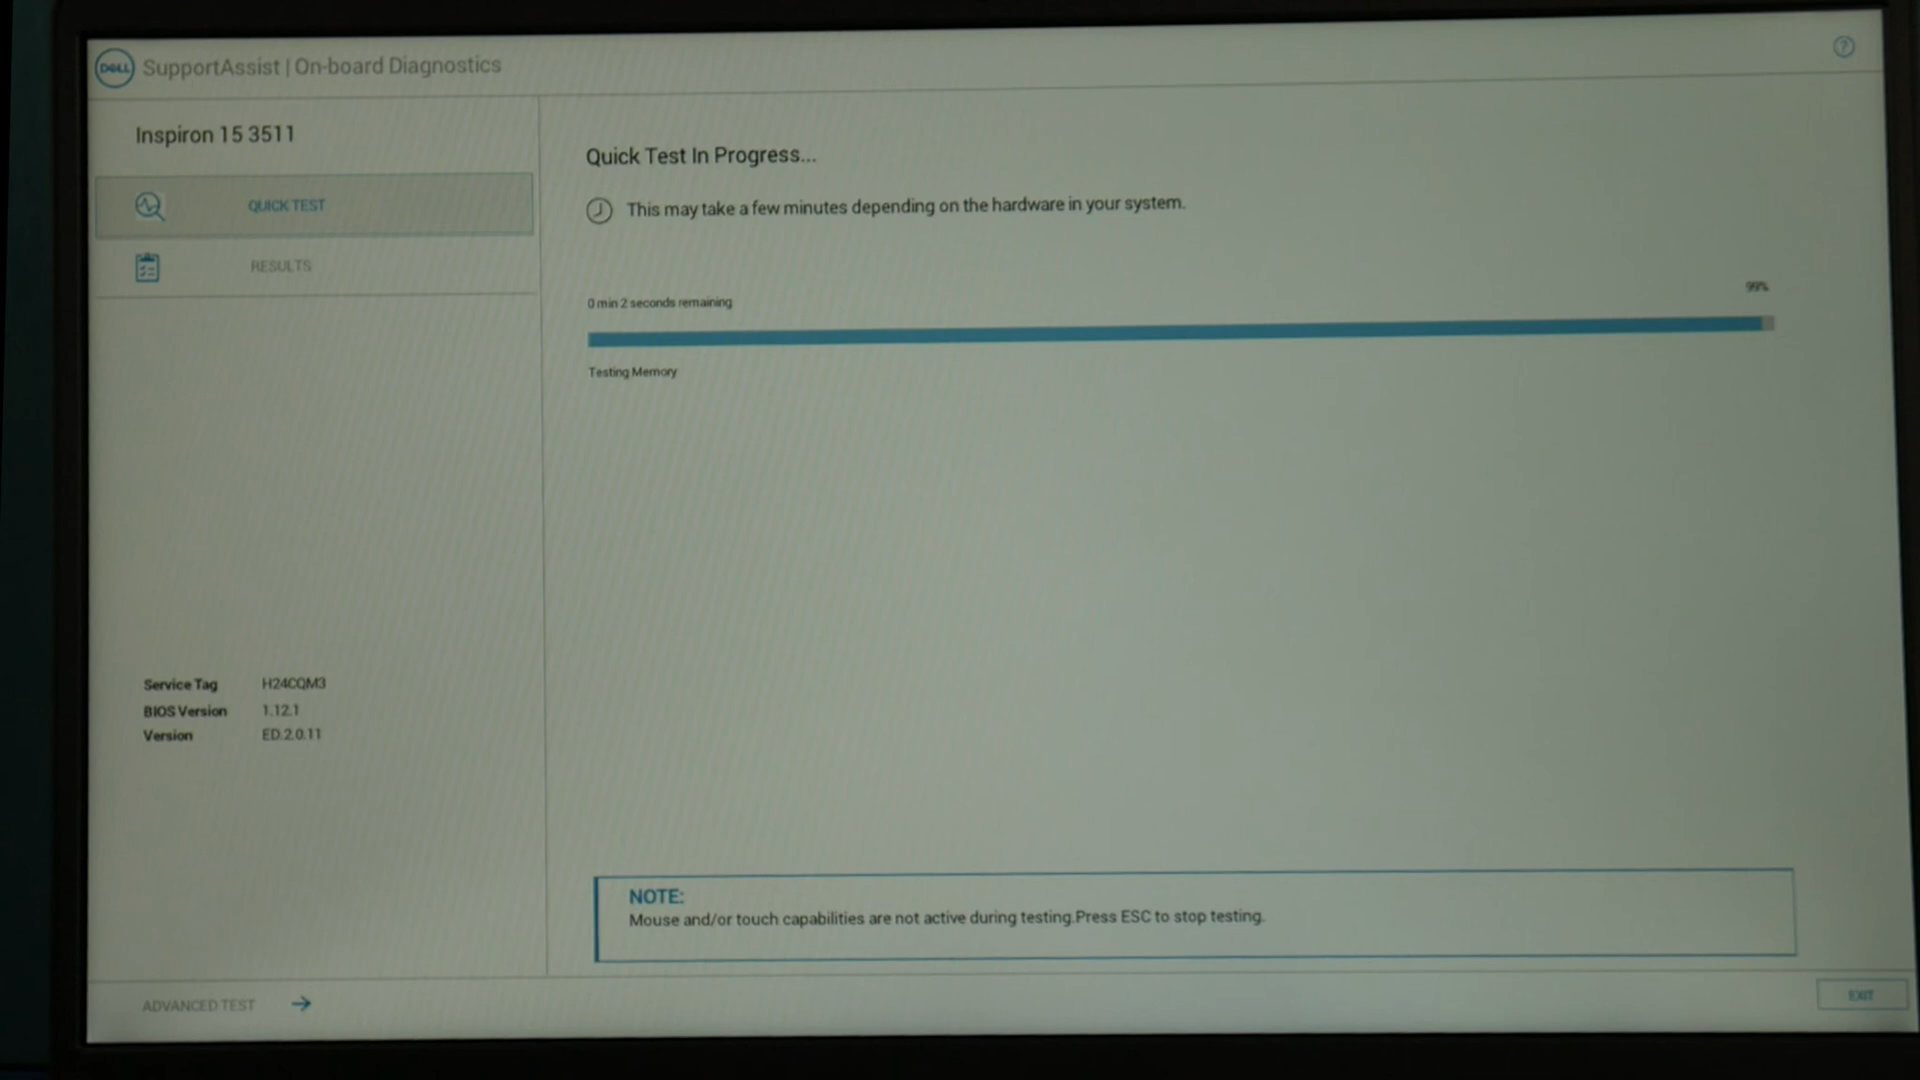 DELL SupportAssist | On-board Diagnostics
Inspiron 15 3511
QUICK TEST
RESULTS
Quick Test In Progress...
This may take a few minutes depending on the hardware in your system.
0 min 2 seconds remaining
99%
Testing Memory
Service Tag H24CQM3
BIOS Version 1.12.1
Version ED.2.0.11
NOTE:
Mouse and/or touch capabilities are not active during testing.Press ESC to stop testing.
ADVANCED TEST
EXIT